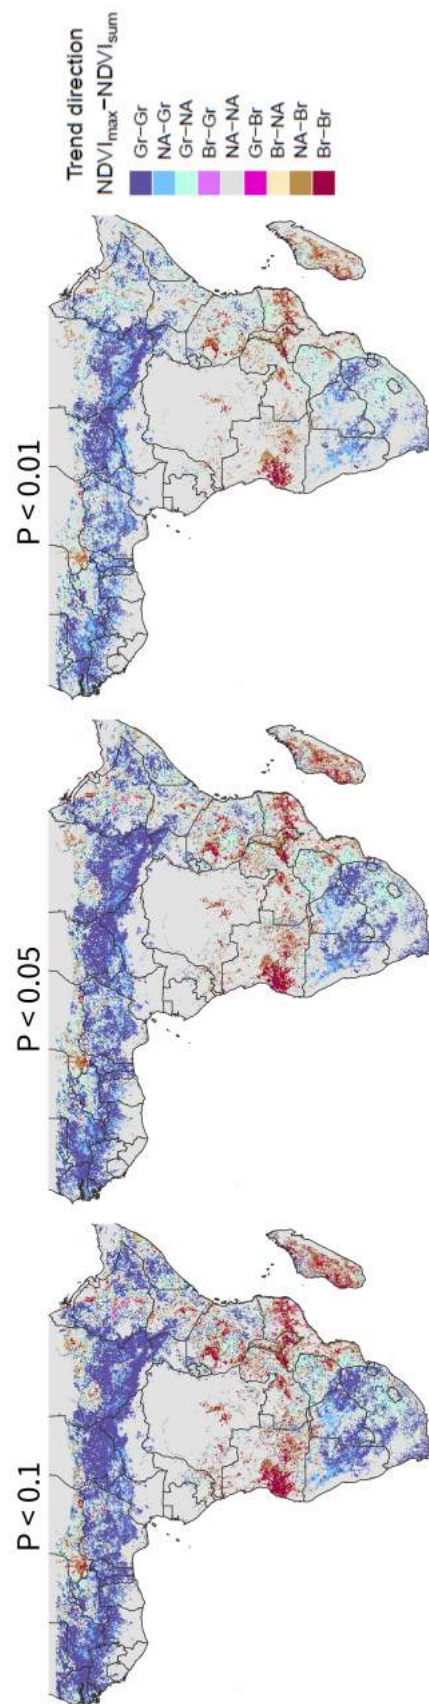 P < 0.1
P < 0.05
P < 0.01
Trend direction
NDVImax−NDVIsum
Gr−Gr
NA−Gr
Gr−NA
Br−Gr
NA−NA
Gr−Br
Br−NA
NA−Br
Br−Br